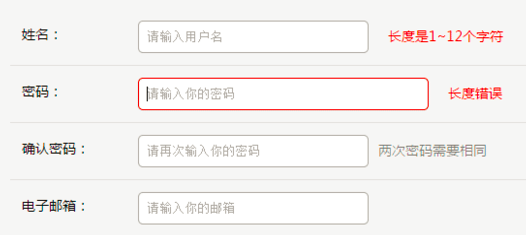 姓名： 请输入用户名 长度是1~12个字符
密码： 请输入你的密码 长度错误
确认密码： 请再次输入你的密码 两次密码需要相同
电子邮箱： 请输入你的邮箱